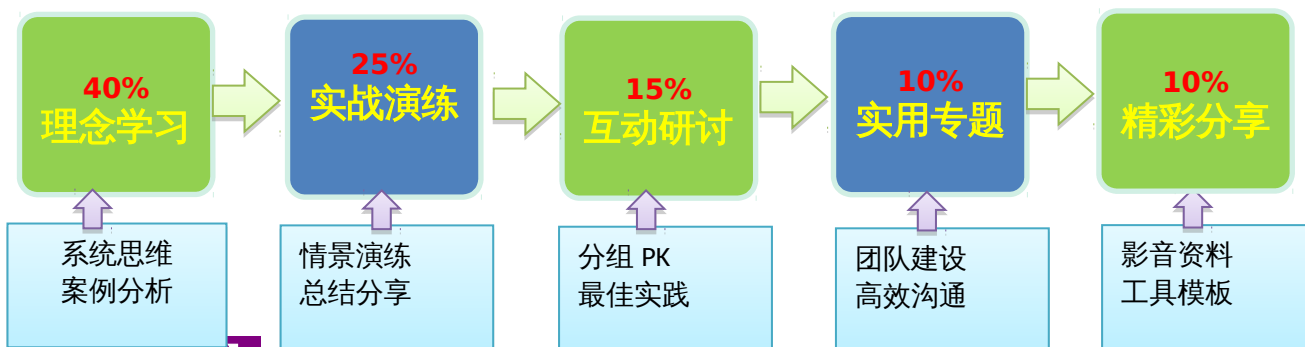 40%
理念学习
25%
实战演练
15%
互动研讨
10%
实用专题
10%
精彩分享
系统思维
案例分析
情景演练
总结分享
分组 PK
最佳实践
团队建设
高效沟通
影音资料
工具模板